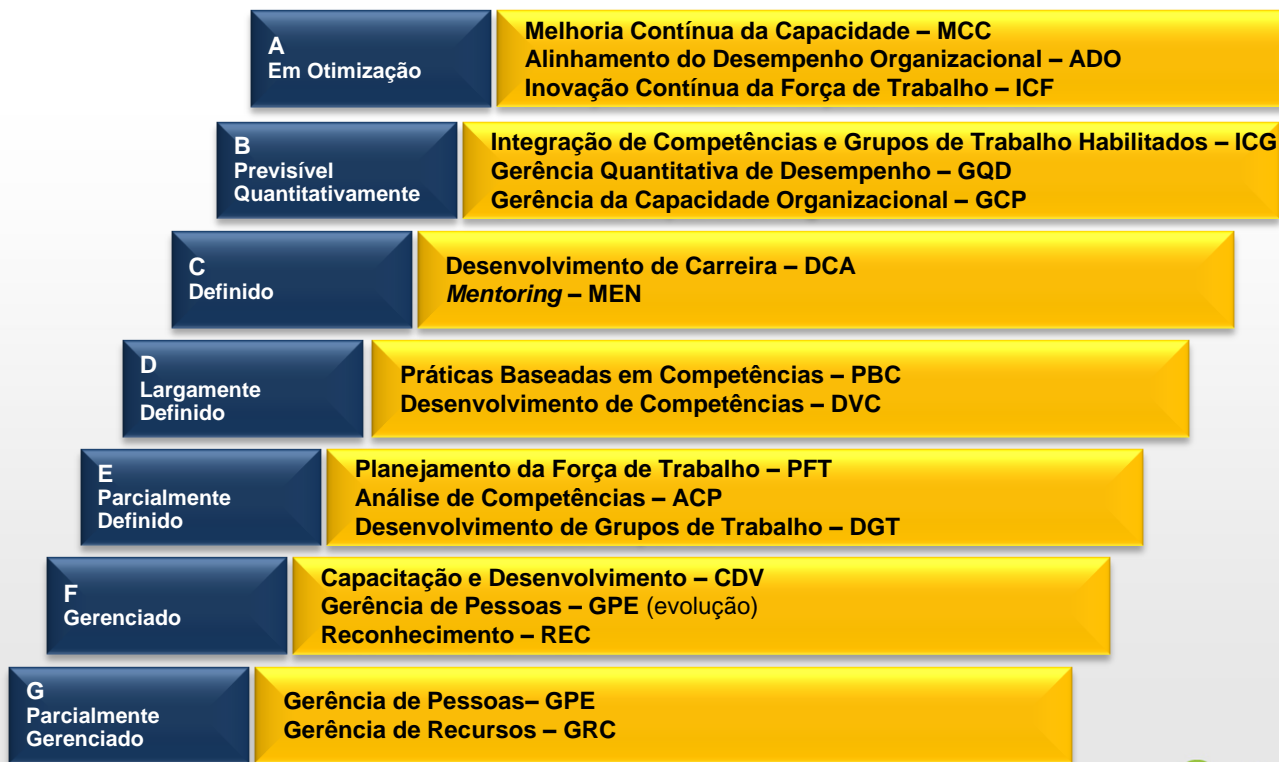 A
Em Otimização
Melhoria Contínua da Capacidade – MCC
Alinhamento do Desempenho Organizacional – ADO
Inovação Contínua da Força de Trabalho – ICF
B
Previsível
Quantitativamente
Integração de Competências e Grupos de Trabalho Habilitados – ICG
Gerência Quantitativa de Desempenho – GQD
Gerência da Capacidade Organizacional – GCP
C
Definido
Desenvolvimento de Carreira – DCA
Mentoring – MEN
D
Largamente
Definido
Práticas Baseadas em Competências – PBC
Desenvolvimento de Competências – DVC
E
Parcialmente
Definido
Planejamento da Força de Trabalho – PFT
Análise de Competências – ACP
Desenvolvimento de Grupos de Trabalho – DGT
F
Gerenciado
Capacitação e Desenvolvimento – CDV
Gerência de Pessoas – GPE (evolução)
Reconhecimento – REC
G
Parcialmente
Gerenciado
Gerência de Pessoas– GPE
Gerência de Recursos – GRC